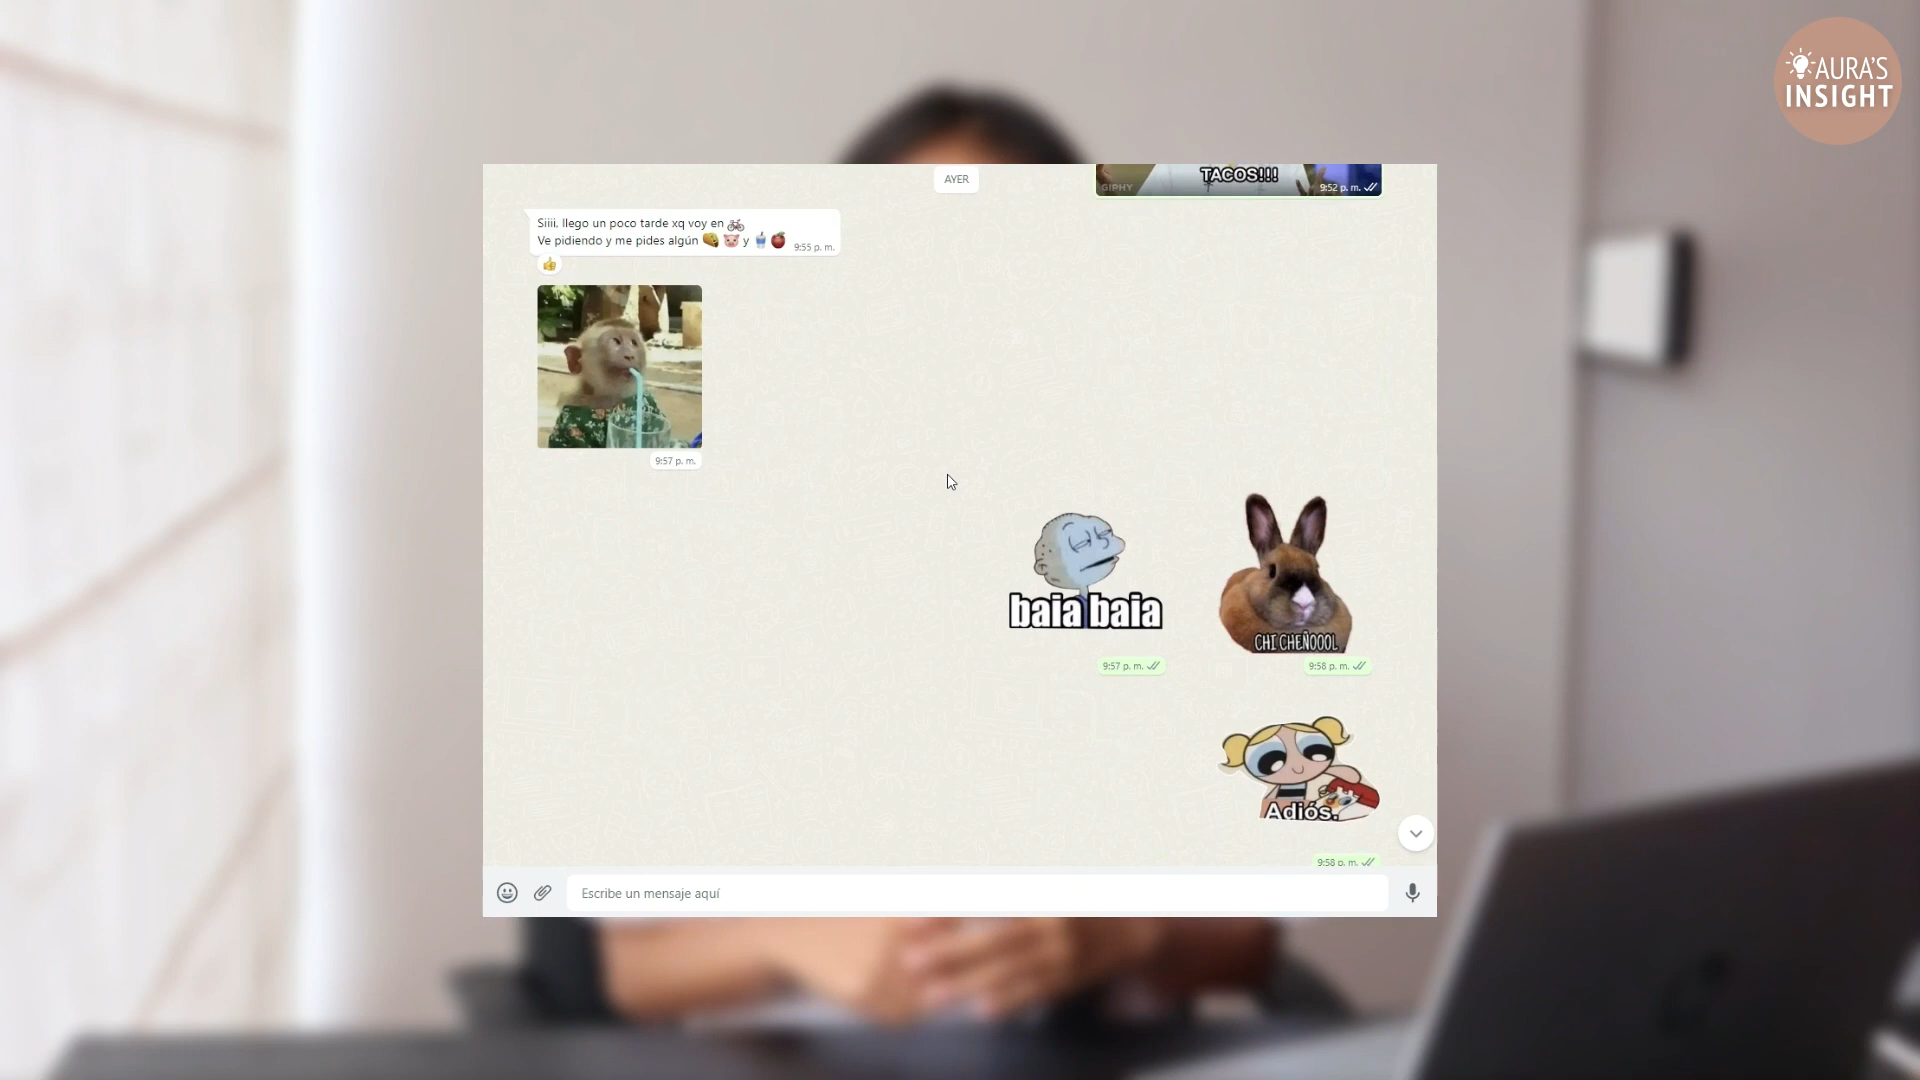 AURA'S
INSIGHT
AYER
TACOS!!!
GIPHY
9:52 p. m.
Siiii, llego un poco tarde xq voy en 🚲
Ve pidiendo y me pides algún 🌮 🐷 y 🥤 🍎
9:55 p. m.
👍
9:57 p. m.
baia baia
CHI CHEÑOOOL
9:57 p. m.
9:58 p. m.
Adiós.
9:58 p. m.
Escribe un mensaje aquí